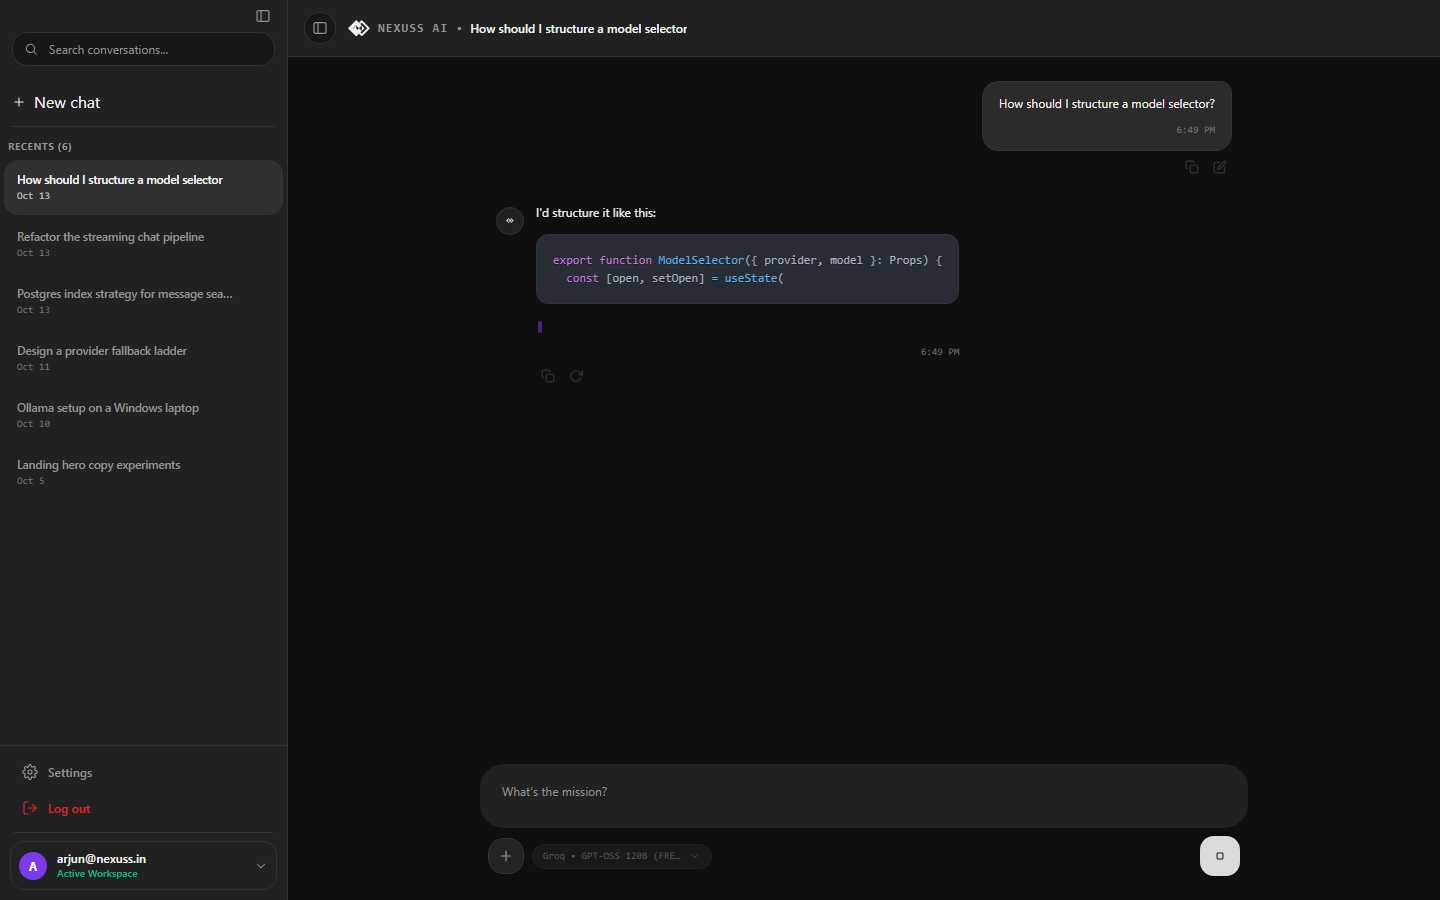 Search conversations...
+ New chat
RECENTS (6)
How should I structure a model selector
Oct 13
Refactor the streaming chat pipeline
Oct 13
Postgres index strategy for message sea...
Oct 13
Design a provider fallback ladder
Oct 11
Ollama setup on a Windows laptop
Oct 10
Landing hero copy experiments
Oct 5
Settings
Log out
A
arjun@nexuss.in
Active Workspace
NEXUSS AI • How should I structure a model selector
How should I structure a model selector?
6:49 PM
I'd structure it like this:
export function ModelSelector({ provider, model }: Props) {
  const [open, setOpen] = useState(
6:49 PM
What's the mission?
Groq • GPT-OSS 120B (FRE…